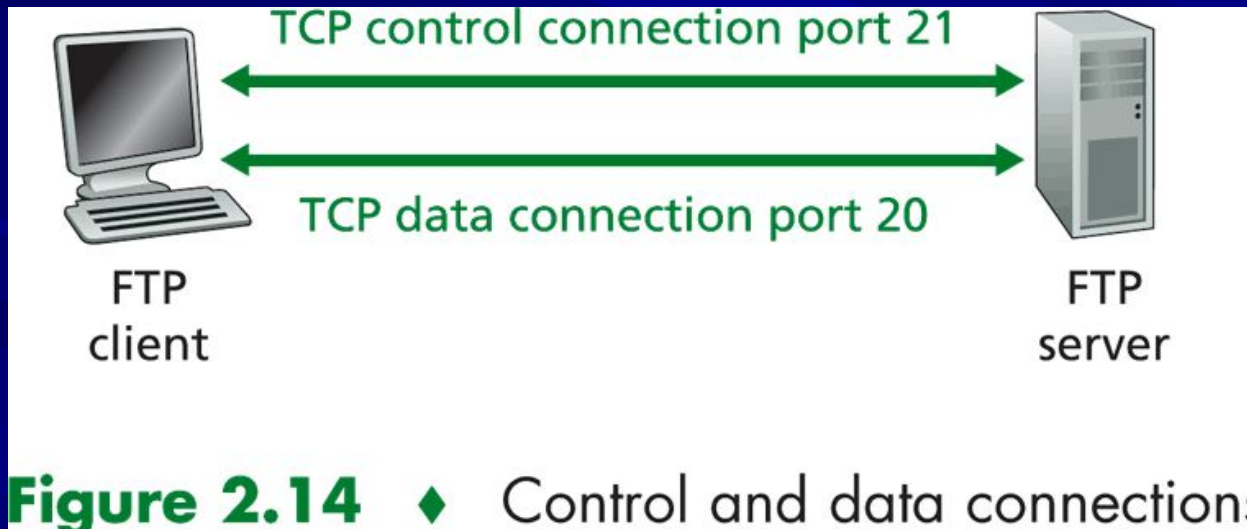 TCP control connection port 21
TCP data connection port 20
FTP
client
FTP
server
Figure 2.14 ♦ Control and data connections